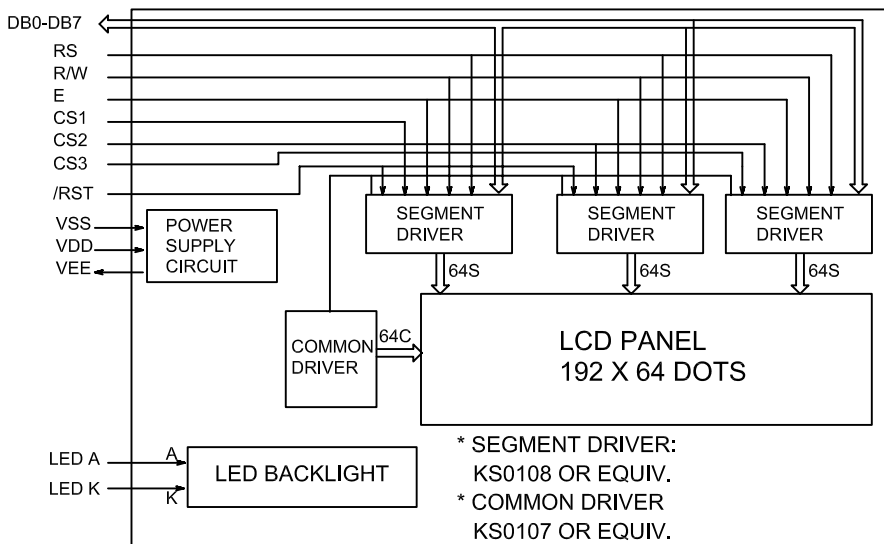 DB0-DB7
RS
R/W
E
CS1
CS2
CS3
/RST
VSS
VDD
VEE
POWER
SUPPLY
CIRCUIT
SEGMENT
DRIVER
SEGMENT
DRIVER
SEGMENT
DRIVER
64S
64S
64S
COMMON
DRIVER
64C
LCD PANEL
192 X 64 DOTS
LED A
A
LED K
K
LED BACKLIGHT
* SEGMENT DRIVER:
KS0108 OR EQUIV.
* COMMON DRIVER
KS0107 OR EQUIV.